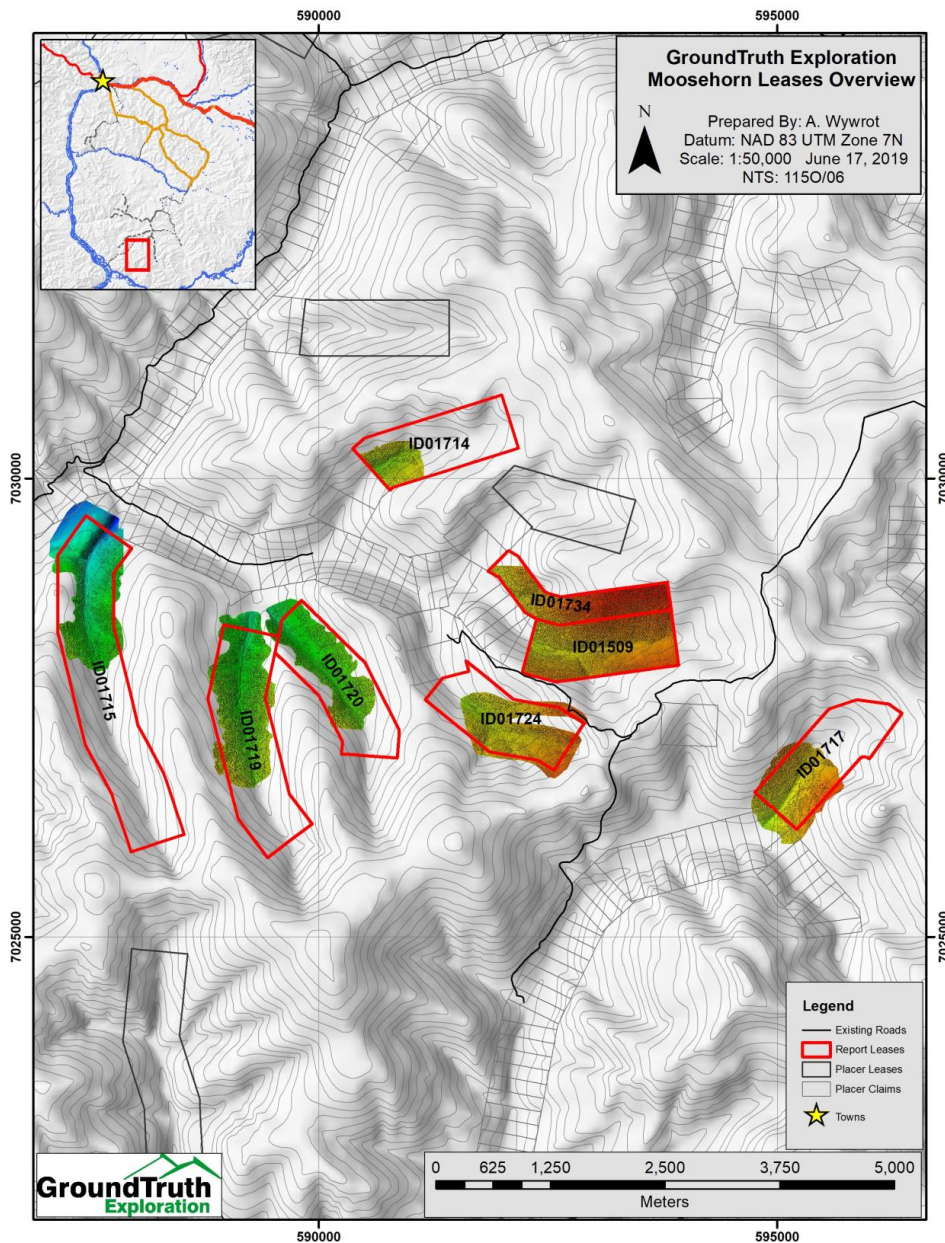 590000
595000
GroundTruth Exploration
Moosehorn Leases Overview
N
Prepared By: A. Wywrot
Datum: NAD 83 UTM Zone 7N
Scale: 1:50,000 June 17, 2019
NTS: 115O/06
ID01714
7030000
7030000
ID01734
ID01509
ID01715
ID01720
ID01719
ID01724
ID01717
7025000
7025000
Legend
Existing Roads
Report Leases
Placer Leases
Placer Claims
Towns
GroundTruth
Exploration
0 625 1,250 2,500 3,750 5,000
Meters
590000
595000